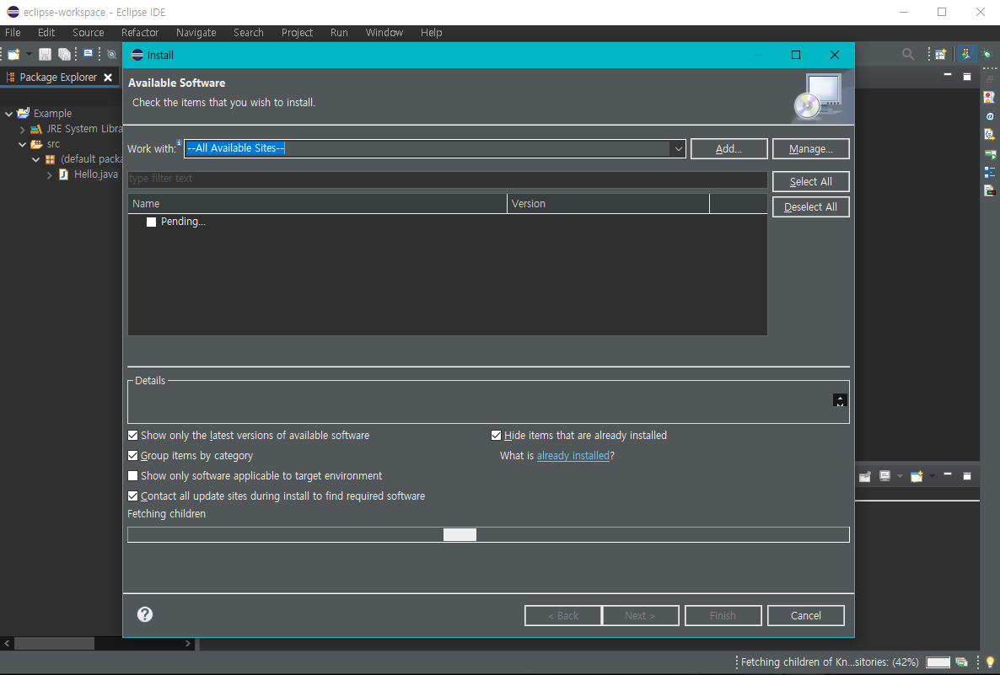 eclipse-workspace - Eclipse IDE
File Edit Source Refactor Navigate Search Project Run Window Help
Install
Package Explorer
Available Software
Check the items that you wish to install.
Example
JRE System Libra
src
(default packa
Hello.java
Work with:
--All Available Sites--
Add...
Manage...
type filter text
Select All
Name Version
Deselect All
Pending...
Details
Show only the latest versions of available software
Hide items that are already installed
Group items by category
What is already installed?
Show only software applicable to target environment
Contact all update sites during install to find required software
Fetching children
< Back
Next >
Finish
Cancel
Fetching children of Kn...sitories: (42%)